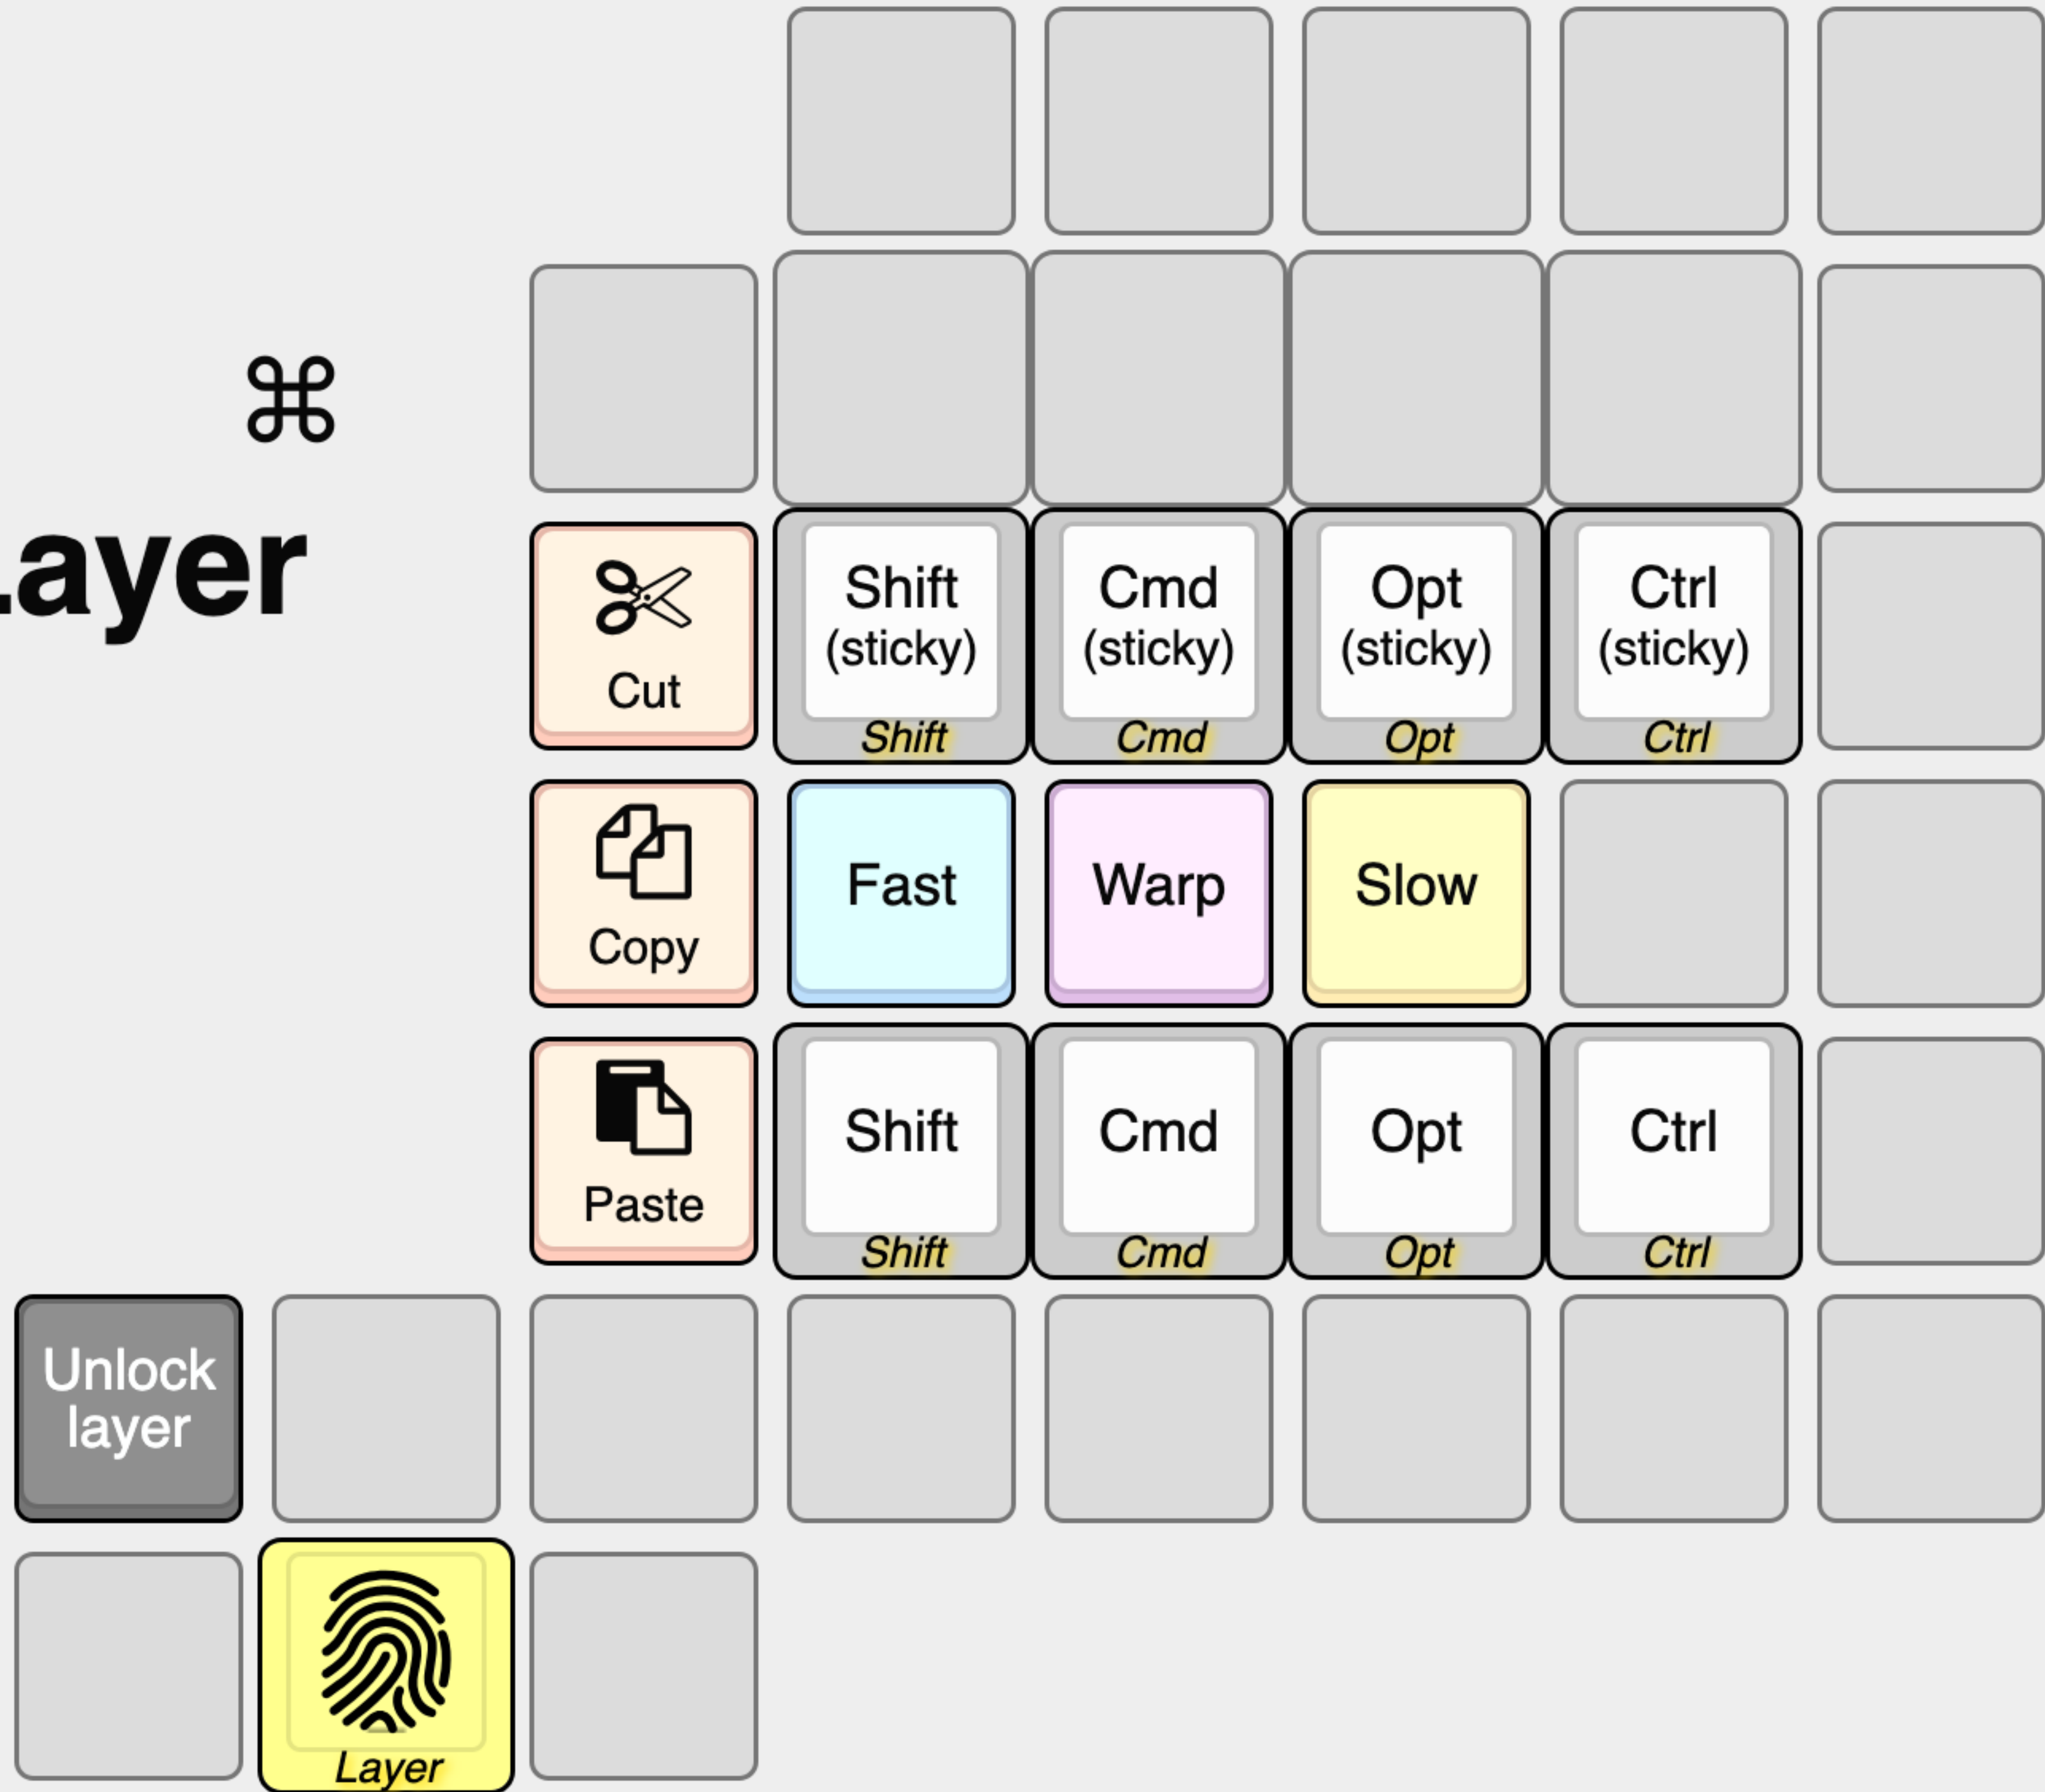 ⌘
Layer
Cut
Shift
(sticky)
Shift
Cmd
(sticky)
Cmd
Opt
(sticky)
Opt
Ctrl
(sticky)
Ctrl
Copy
Fast
Warp
Slow
Paste
Shift
Shift
Cmd
Cmd
Opt
Opt
Ctrl
Ctrl
Unlock
layer
Layer